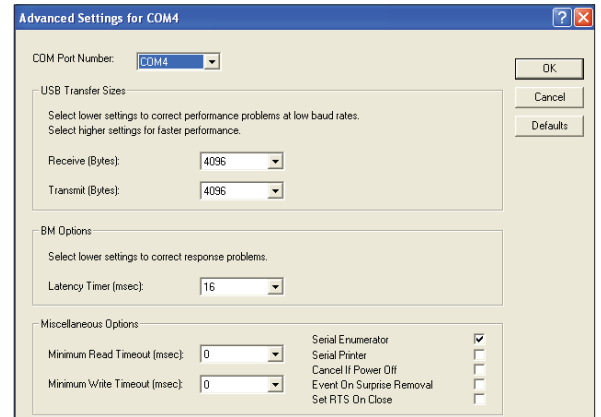 Advanced Settings for COM4
COM Port Number: COM4
OK
USB Transfer Sizes
Cancel
Select lower settings to correct performance problems at low baud rates.
Defaults
Select higher settings for faster performance.
Receive (Bytes): 4096
Transmit (Bytes): 4096
BM Options
Select lower settings to correct response problems.
Latency Timer (msec): 16
Miscellaneous Options
Minimum Read Timeout (msec): 0
Minimum Write Timeout (msec): 0
Serial Enumerator
Serial Printer
Cancel If Power Off
Event On Surprise Removal
Set RTS On Close